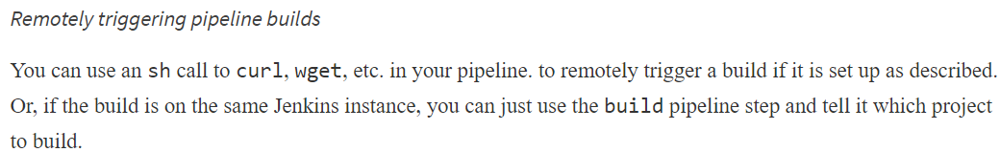 Remotely triggering pipeline builds
You can use an sh call to curl, wget, etc. in your pipeline. to remotely trigger a build if it is set up as described.
Or, if the build is on the same Jenkins instance, you can just use the build pipeline step and tell it which project
to build.